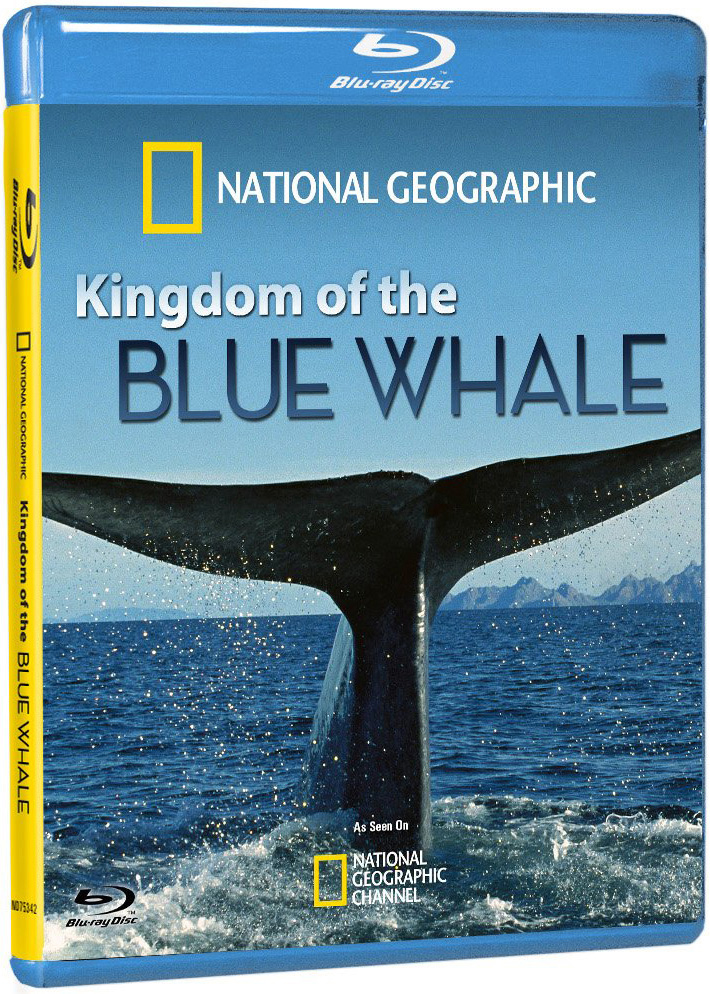 Blu-ray Disc™
NATIONAL GEOGRAPHIC
Kingdom of the
BLUE WHALE
As Seen On
NATIONAL
GEOGRAPHIC
CHANNEL
Blu-ray Disc
NATIONAL GEOGRAPHIC
Kingdom of the BLUE WHALE
Blu-ray Disc